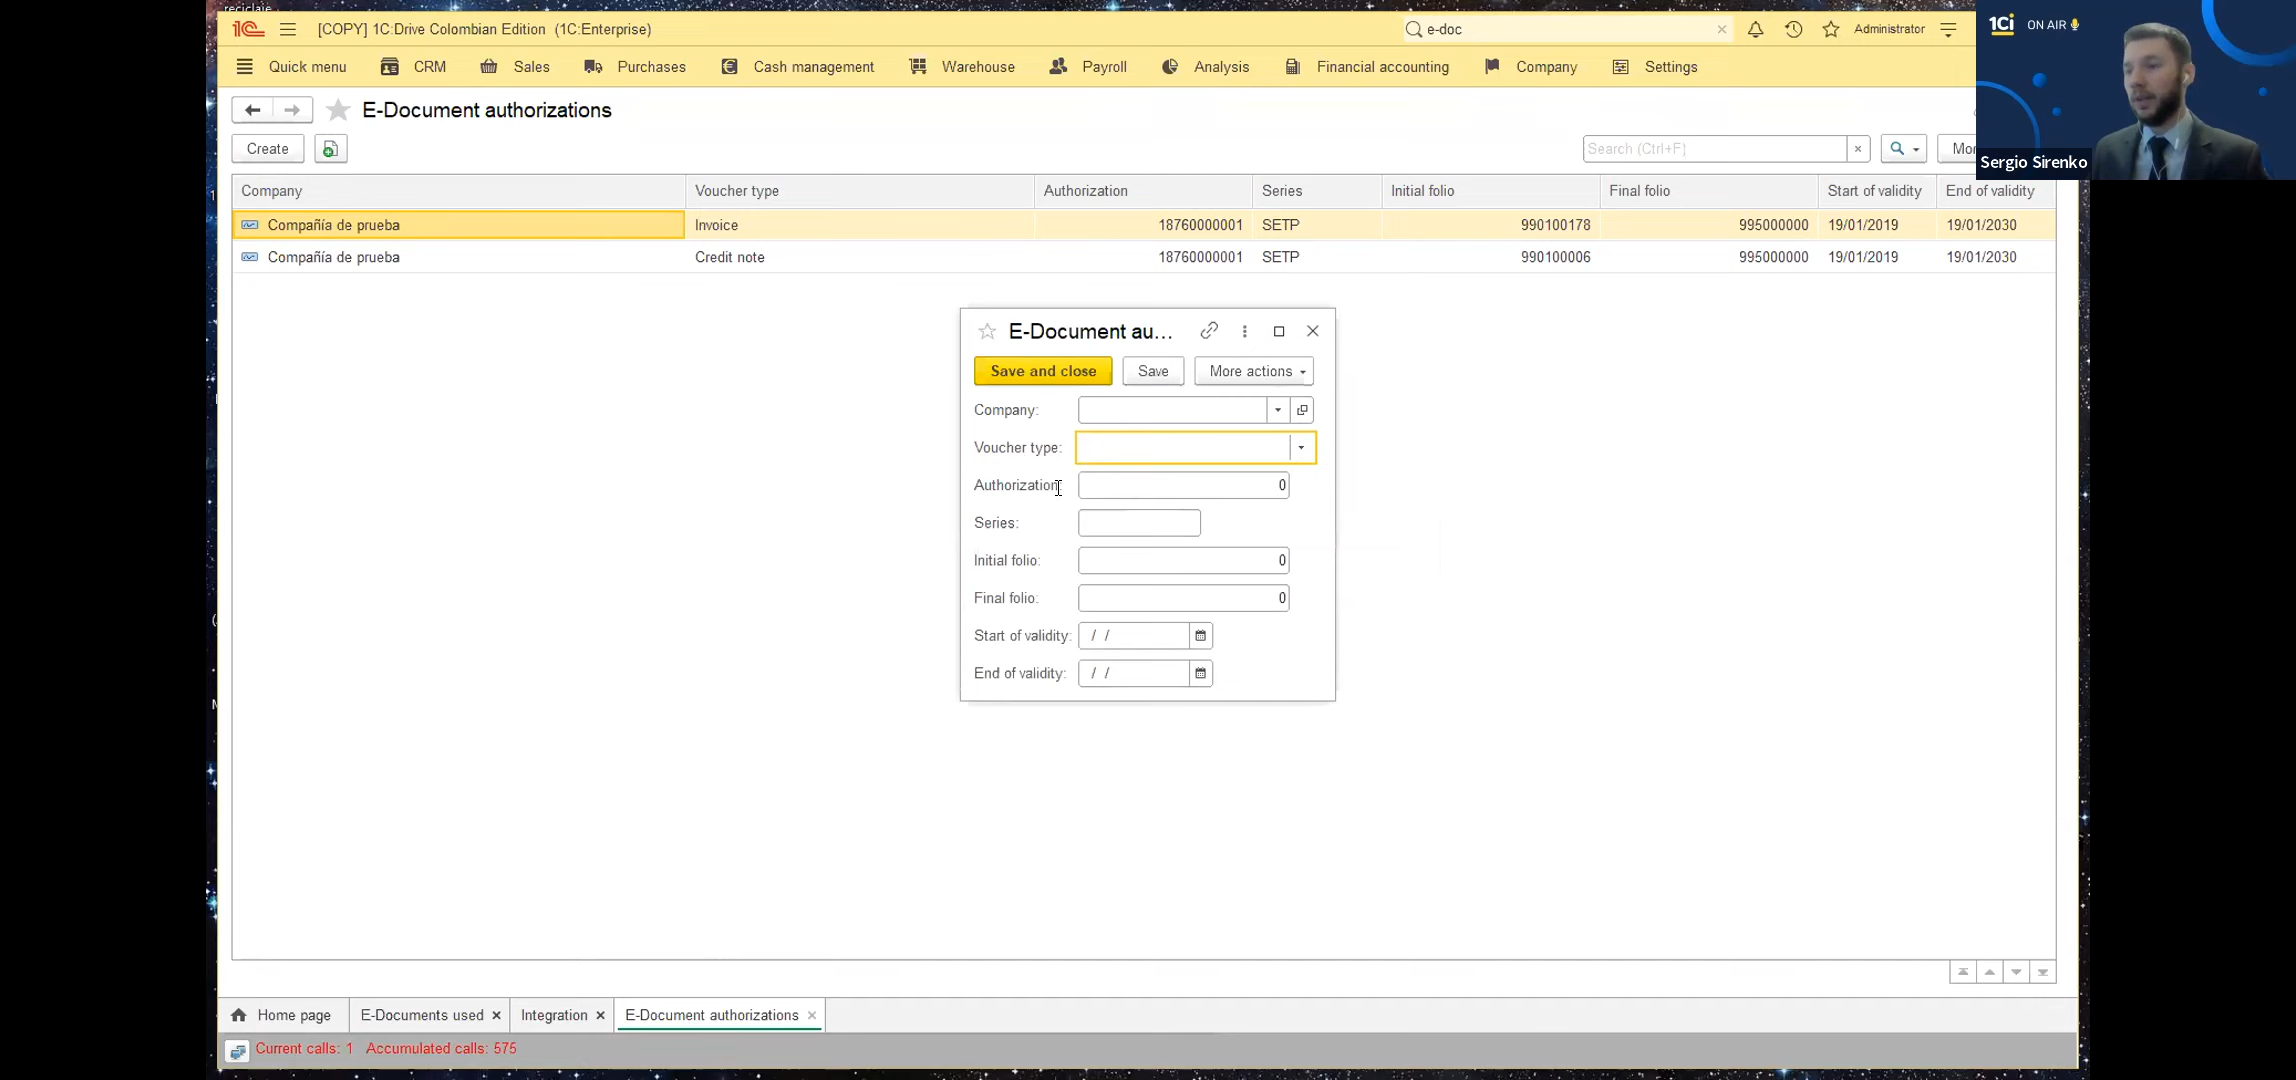 reciclaje
[COPY] 1C:Drive Colombian Edition (1C:Enterprise)
e-doc
Administrator
1Ci ON AIR
Quick menu CRM Sales Purchases Cash management Warehouse Payroll Analysis Financial accounting Company Settings
E-Document authorizations
Create
Search (Ctrl+F)
Mor
Sergio Sirenko
Company Voucher type Authorization Series Initial folio Final folio Start of validity End of validity
Compañía de prueba Invoice 18760000001 SETP 990100178 995000000 19/01/2019 19/01/2030
Compañía de prueba Credit note 18760000001 SETP 990100006 995000000 19/01/2019 19/01/2030
E-Document au...
Save and close Save More actions
Company:
Voucher type:
Authorization: 0
Series:
Initial folio: 0
Final folio: 0
Start of validity: / /
End of validity: / /
Home page E-Documents used Integration E-Document authorizations
Current calls: 1 Accumulated calls: 575